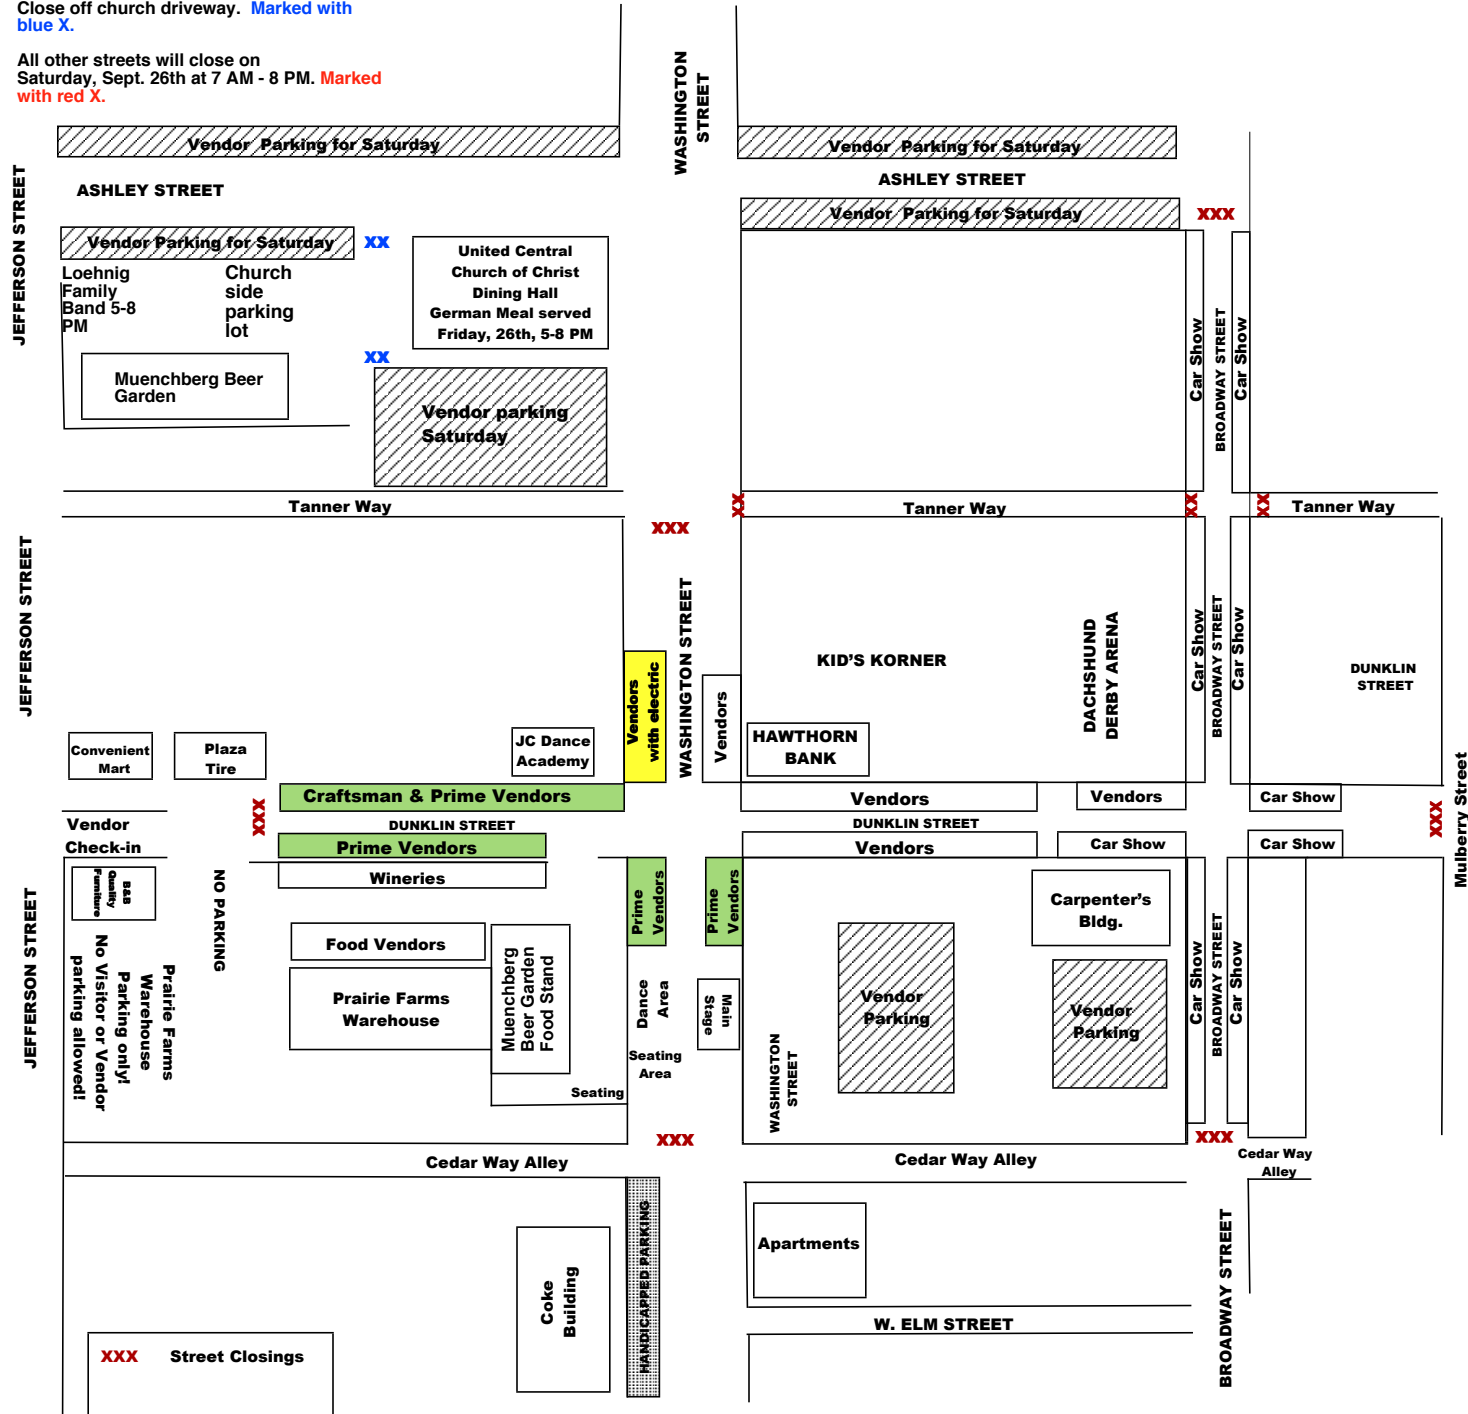 Close off church driveway. Marked with
blue X.
All other streets will close on
Saturday, Sept. 26th at 7 AM - 8 PM. Marked
with red X.
WASHINGTON
STREET
Vendor Parking for Saturday
Vendor Parking for Saturday
JEFFERSON STREET
ASHLEY STREET
ASHLEY STREET
Vendor Parking for Saturday
XXX
Vendor Parking for Saturday
XX
United Central
Church of Christ
Dining Hall
German Meal served
Friday, 26th, 5-8 PM
Loehnig
Family
Band 5-8
PM
Church
side
parking
lot
Car Show
BROADWAY STREET
Car Show
XX
Muenchberg Beer
Garden
Vendor parking
Saturday
Tanner Way
XXX
XX
Tanner Way
XX
XX
Tanner Way
JEFFERSON STREET
WASHINGTON STREET
Vendors
with electric
Vendors
KID'S KORNER
DACHSHUND
DERBY ARENA
Car Show
BROADWAY STREET
Car Show
DUNKLIN
STREET
Convenient
Mart
Plaza
Tire
JC Dance
Academy
HAWTHORN
BANK
Craftsman & Prime Vendors
Vendors
Vendors
Car Show
XXX
XXX
Mulberry Street
Vendor
Check-in
DUNKLIN STREET
DUNKLIN STREET
Prime Vendors
Vendors
Car Show
Car Show
Wineries
JEFFERSON STREET
B&B
Quality
Furniture
NO PARKING
Prime
Vendors
Prime
Vendors
Carpenter's
Bldg.
Food Vendors
Muenchberg
Beer Garden
Food Stand
Prairie Farms
Warehouse
Parking only!
No Visitor or Vendor
parking allowed!
Prairie Farms
Warehouse
Dance
Area
Main
Stage
Vendor
Parking
Vendor
Parking
Car Show
BROADWAY STREET
Car Show
Seating
Area
Seating
WASHINGTON
STREET
XXX
XXX
Cedar Way Alley
Cedar Way Alley
Cedar Way
Alley
HANDICAPPED PARKING
Coke
Building
Apartments
BROADWAY STREET
W. ELM STREET
XXX Street Closings